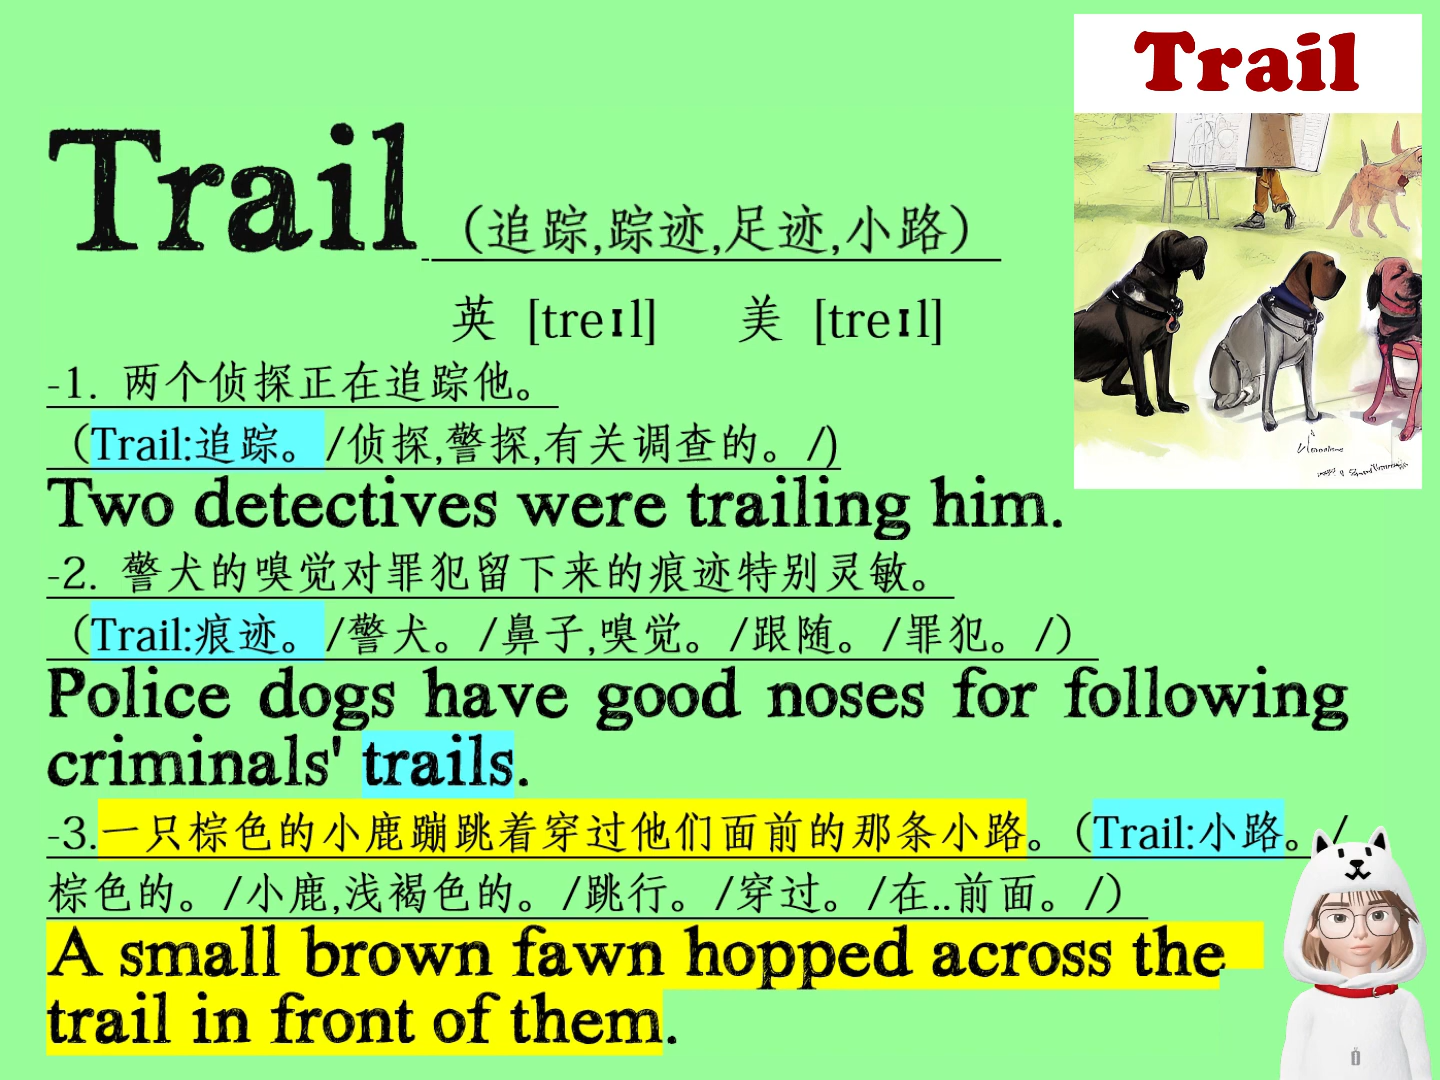 Trail
Trail （追踪,踪迹,足迹,小路）
英 [treɪl] 美 [treɪl]
-1. 两个侦探正在追踪他。
（Trail:追踪。/侦探,警探,有关调查的。/)
Two detectives were trailing him.
-2. 警犬的嗅觉对罪犯留下来的痕迹特别灵敏。
（Trail:痕迹。/警犬。/鼻子,嗅觉。/跟随。/罪犯。/）
Police dogs have good noses for following
criminals' trails.
-3.一只棕色的小鹿蹦跳着穿过他们面前的那条小路。（Trail:小路。/
棕色的。/小鹿,浅褐色的。/跳行。/穿过。/在..前面。/）
A small brown fawn hopped across the
trail in front of them.